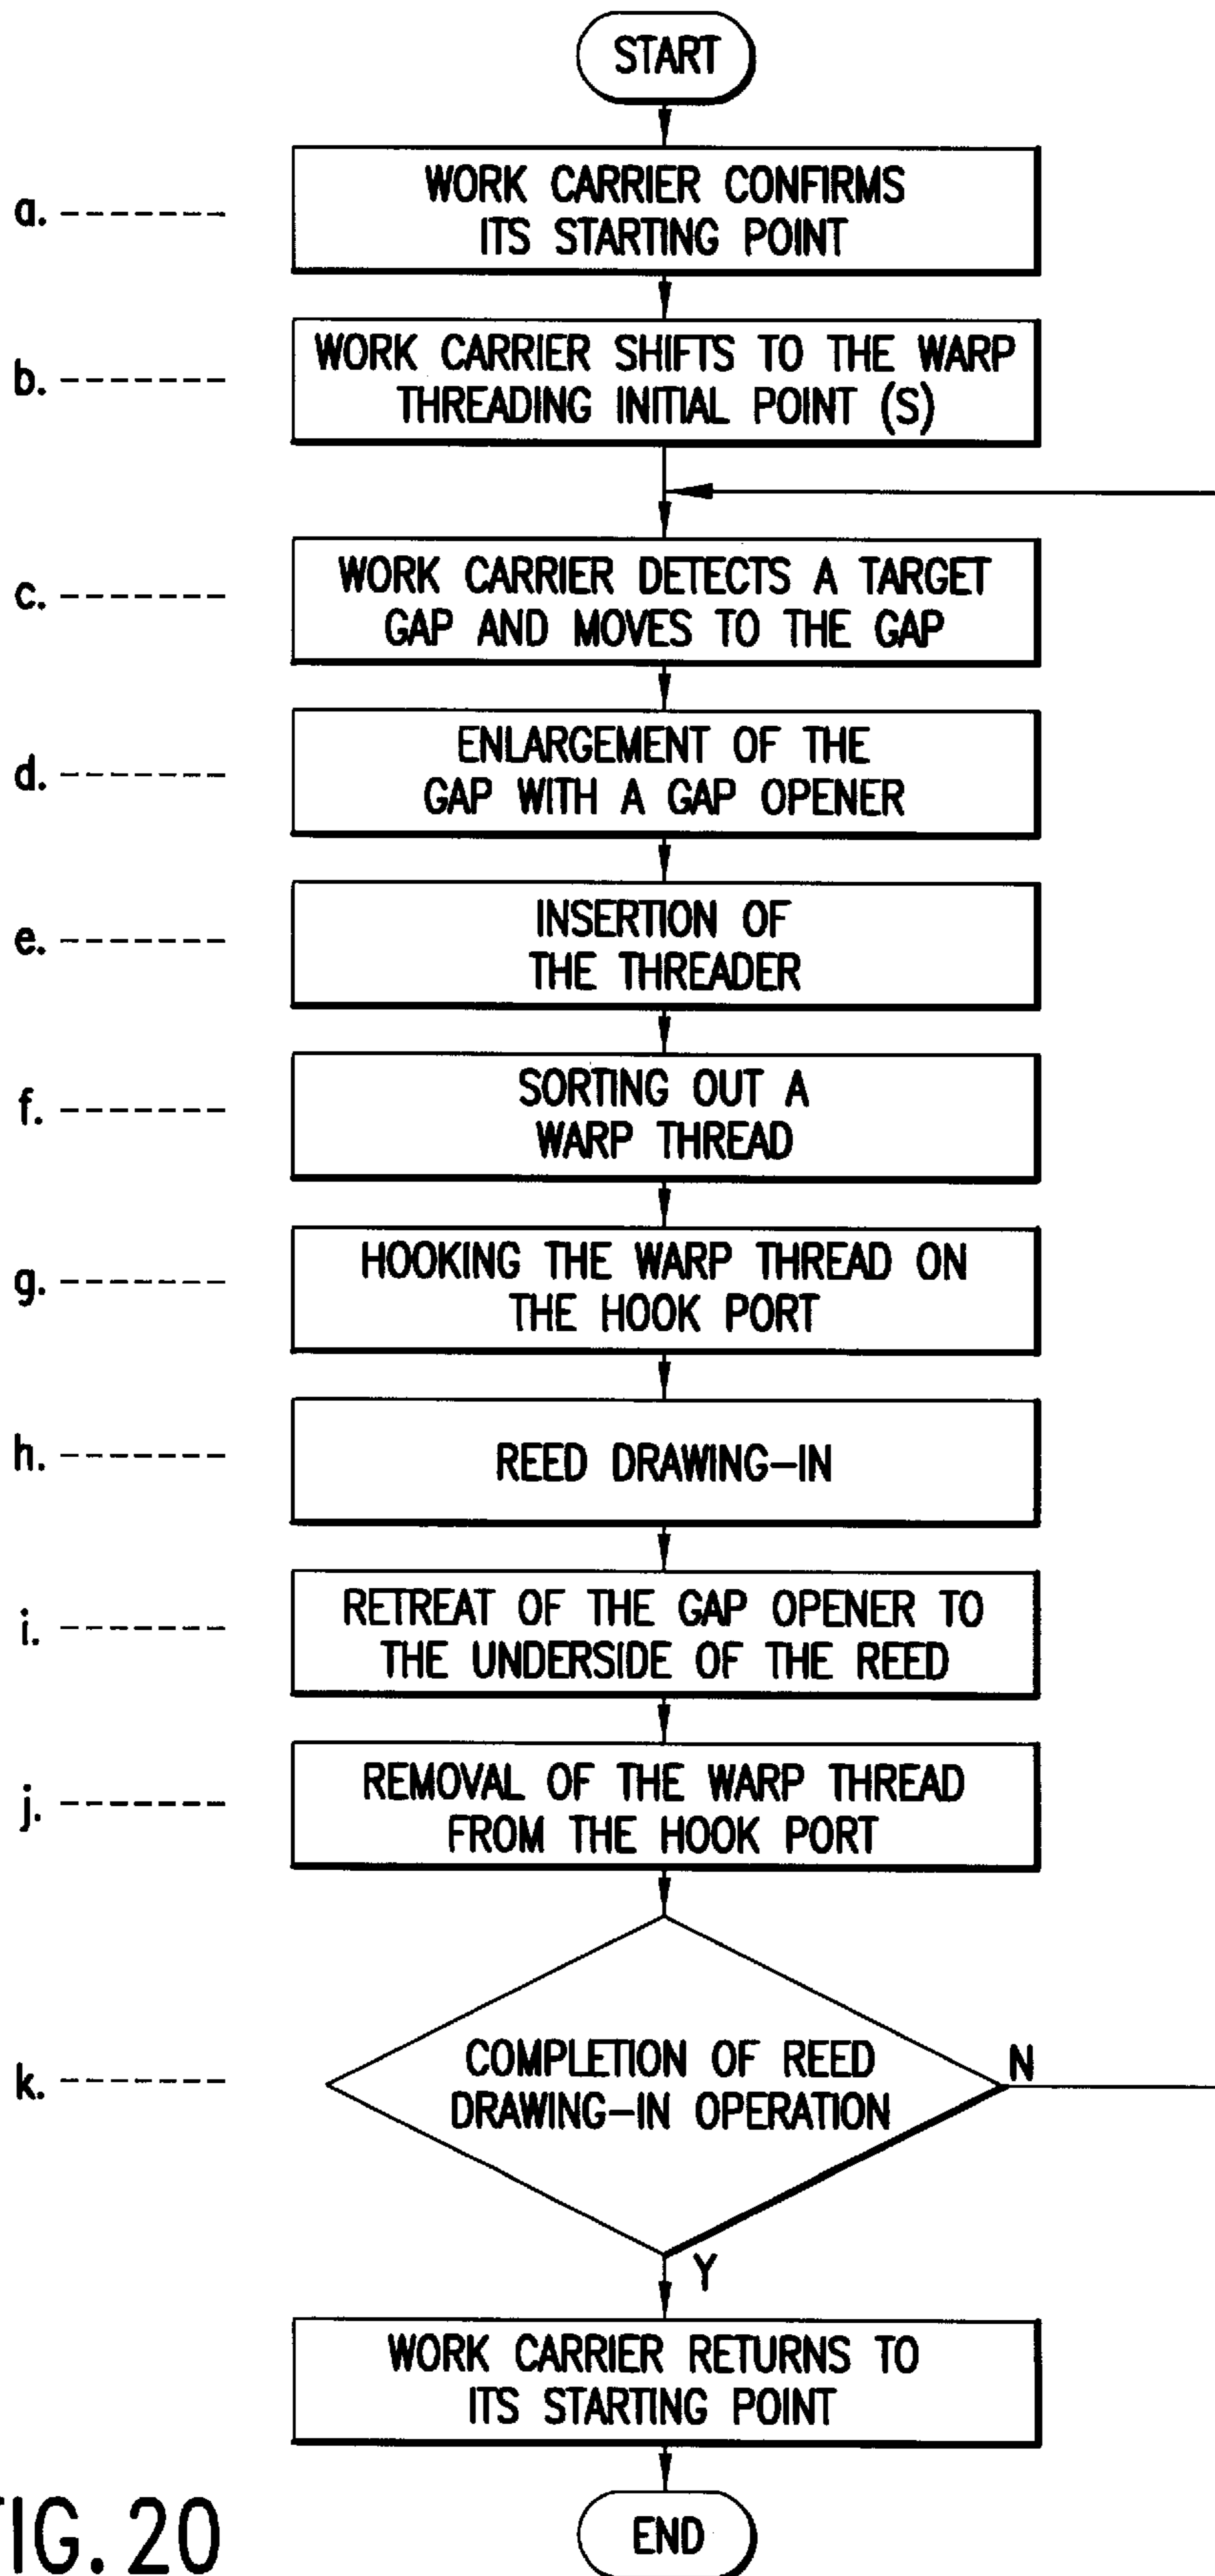 START
a. WORK CARRIER CONFIRMS
ITS STARTING POINT
b. WORK CARRIER SHIFTS TO THE WARP
THREADING INITIAL POINT (S)
c. WORK CARRIER DETECTS A TARGET
GAP AND MOVES TO THE GAP
d. ENLARGEMENT OF THE
GAP WITH A GAP OPENER
e. INSERTION OF
THE THREADER
f. SORTING OUT A
WARP THREAD
g. HOOKING THE WARP THREAD ON
THE HOOK PORT
h. REED DRAWING-IN
i. RETREAT OF THE GAP OPENER TO
THE UNDERSIDE OF THE REED
j. REMOVAL OF THE WARP THREAD
FROM THE HOOK PORT
k. COMPLETION OF REED
DRAWING-IN OPERATION
N
Y
WORK CARRIER RETURNS TO
ITS STARTING POINT
END
FIG. 20